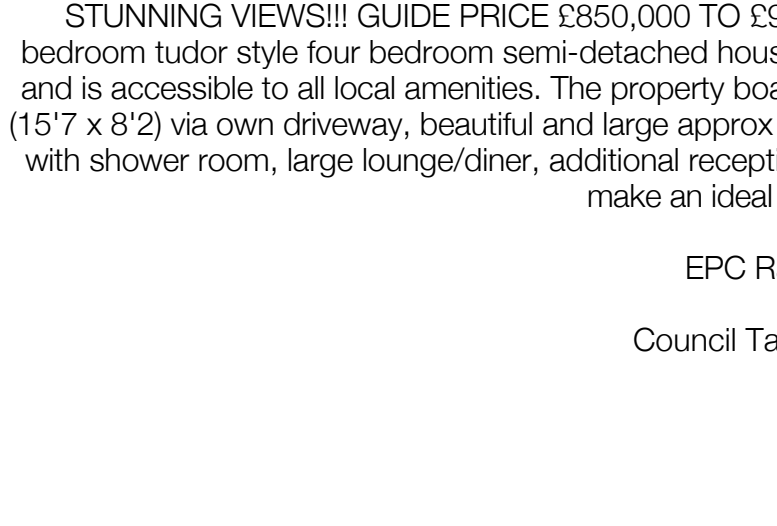 STUNNING VIEWS!!! GUIDE PRICE £850,000 TO £9
bedroom tudor style four bedroom semi-detached hous
and is accessible to all local amenities. The property boa
(15'7 x 8'2) via own driveway, beautiful and large approx
with shower room, large lounge/diner, additional recepti
make an ideal
EPC R
Council Ta